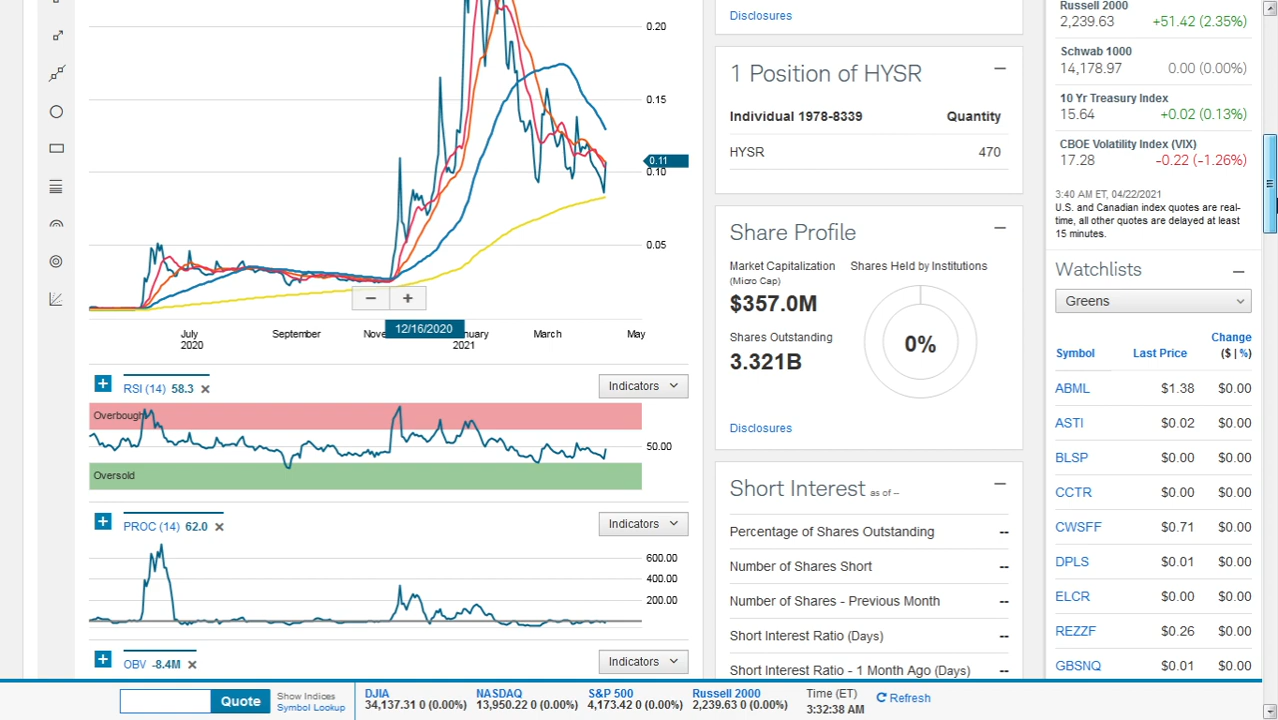 0.20
0.15
0.11
0.10
0.05
July
2020
September
Nove
12/16/2020
nuary
2021
March
May
RSI (14) 58.3
Indicators
Overbought
50.00
Oversold
PROC (14) 62.0
Indicators
600.00
400.00
200.00
OBV -8.4M
Indicators
Disclosures
1 Position of HYSR
Individual 1978-8339 Quantity
HYSR 470
Share Profile
Market Capitalization
(Micro Cap)
$357.0M
Shares Outstanding
3.321B
Shares Held by Institutions
0%
Disclosures
Short Interest as of –
Percentage of Shares Outstanding --
Number of Shares Short --
Number of Shares - Previous Month --
Short Interest Ratio (Days) --
Short Interest Ratio - 1 Month Ago (Days) --
Russell 2000
2,239.63 +51.42 (2.35%)
Schwab 1000
14,178.97 0.00 (0.00%)
10 Yr Treasury Index
15.64 +0.02 (0.13%)
CBOE Volatility Index (VIX)
17.28 -0.22 (-1.26%)
3:40 AM ET, 04/22/2021
U.S. and Canadian index quotes are real-
time, all other quotes are delayed at least
15 minutes.
Watchlists
Greens
Symbol Last Price Change
($ | %)
ABML $1.38 $0.00
ASTI $0.02 $0.00
BLSP $0.00 $0.00
CCTR $0.00 $0.00
CWSFF $0.71 $0.00
DPLS $0.01 $0.00
ELCR $0.00 $0.00
REZZF $0.26 $0.00
GBSNQ $0.01 $0.00
Quote
Show Indices
Symbol Lookup
DJIA
34,137.31 0 (0.00%)
NASDAQ
13,950.22 0 (0.00%)
S&P 500
4,173.42 0 (0.00%)
Russell 2000
2,239.63 0 (0.00%)
Time (ET)
3:32:38 AM
Refresh